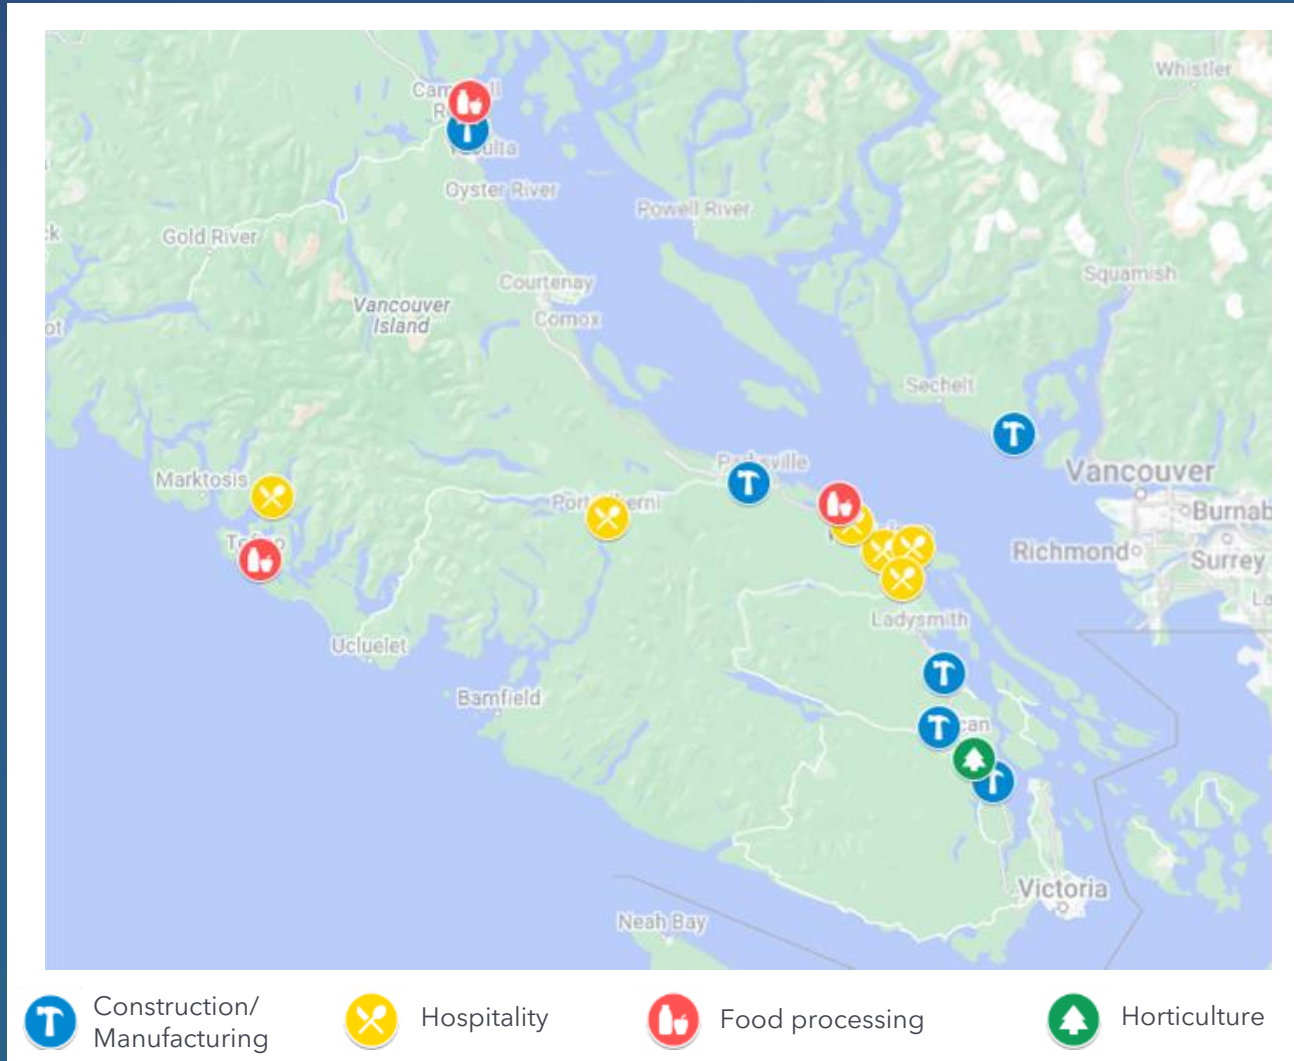 Whistler
Oyster River
Powell River
Gold River
Squamish
Courtenay
Vancouver
Island
Comox
Sechelt
Marktosis
Vancouver
Burnab
Richmond
Surrey
Ladysmith
Ucluelet
Bamfield
Victoria
Neah Bay
Construction/
Manufacturing
Hospitality
Food processing
Horticulture